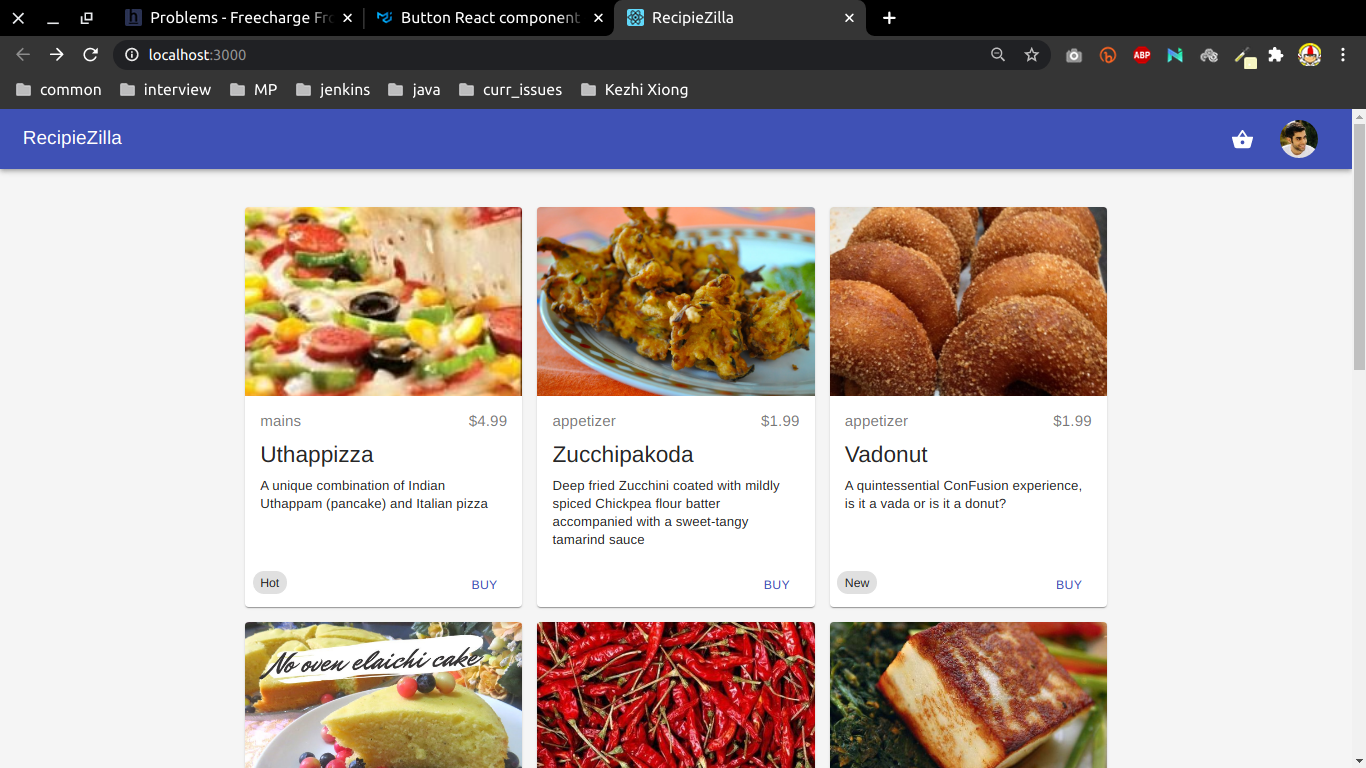 Problems - Freecharge Fro
Button React component
RecipieZilla
localhost:3000
ABP
common
interview
MP
jenkins
java
curr_issues
Kezhi Xiong
RecipieZilla
mains $4.99
Uthappizza
A unique combination of Indian
Uthappam (pancake) and Italian pizza
Hot
BUY
appetizer $1.99
Zucchipakoda
Deep fried Zucchini coated with mildly
spiced Chickpea flour batter
accompanied with a sweet-tangy
tamarind sauce
BUY
appetizer $1.99
Vadonut
A quintessential ConFusion experience,
is it a vada or is it a donut?
New
BUY
No oven elaichi cake